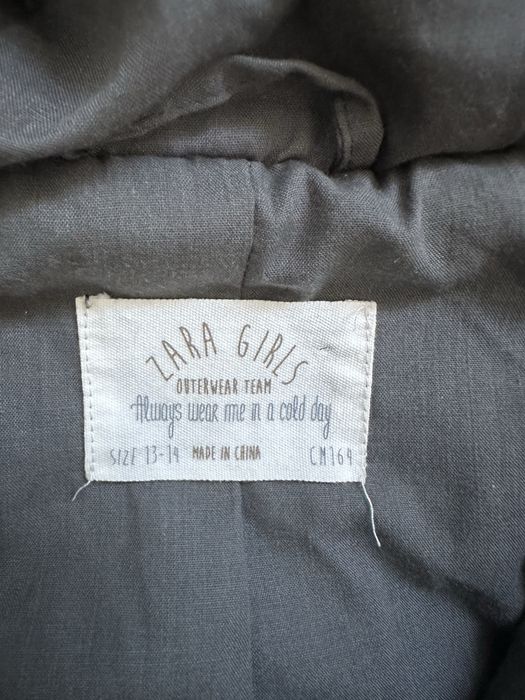 ZARA GIRLS
OUTERWEAR TEAM
Always wear me in a cold day
SIZE 13-14 MADE IN CHINA CM164